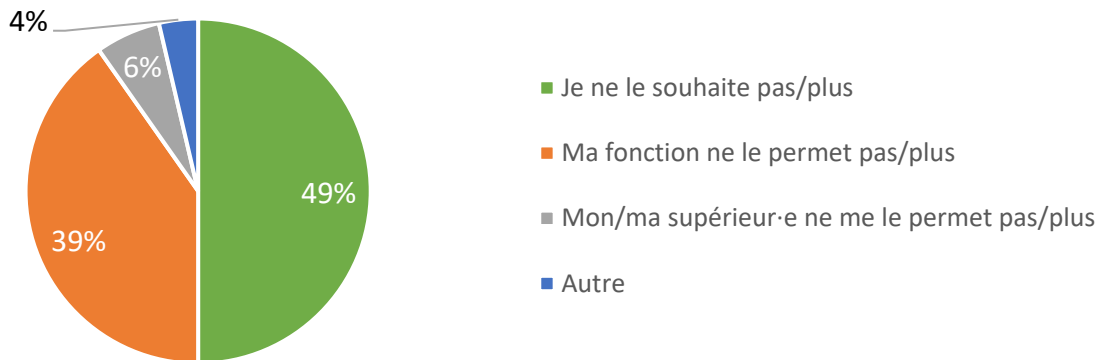 4%
6%
49%
39%
Je ne le souhaite pas/plus
Ma fonction ne le permet pas/plus
Mon/ma supérieur·e ne me le permet pas/plus
Autre